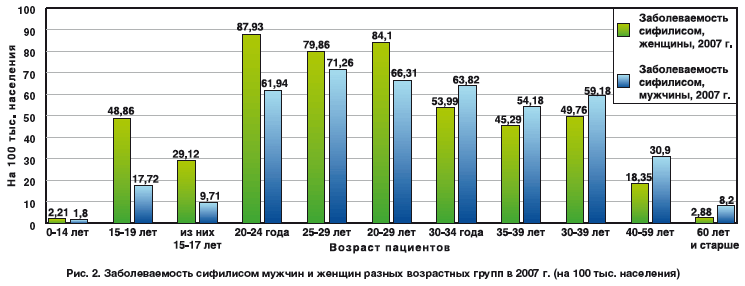 100
90
80
70
60
50
40
30
20
10
0
На 100 тыс. населения
Заболеваемость
сифилисом,
женщины, 2007 г.
Заболеваемость
сифилисом,
мужчины, 2007 г.
2,21 1,8
48,86 17,72
29,12 9,71
87,93 61,94
79,86 71,26
84,1 66,31
53,99 63,82
45,29 54,18
49,76 59,18
18,35 30,9
2,88 8,2
0-14 лет 15-19 лет из них 20-24 года 25-29 лет 20-29 лет 30-34 года 35-39 лет 30-39 лет 40-59 лет 60 лет
15-17 лет и старше
Возраст пациентов
Рис. 2. Заболеваемость сифилисом мужчин и женщин разных возрастных групп в 2007 г. (на 100 тыс. населения)